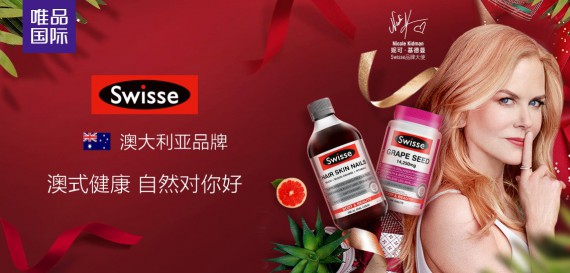 唯品
国际
Nicole Kidman
妮可·基德曼
Swisse品牌大使
Swisse
澳大利亚品牌
澳式健康 自然对你好
Swisse
HAIR SKIN NAILS
Swisse
GRAPE SEED
14,250mg